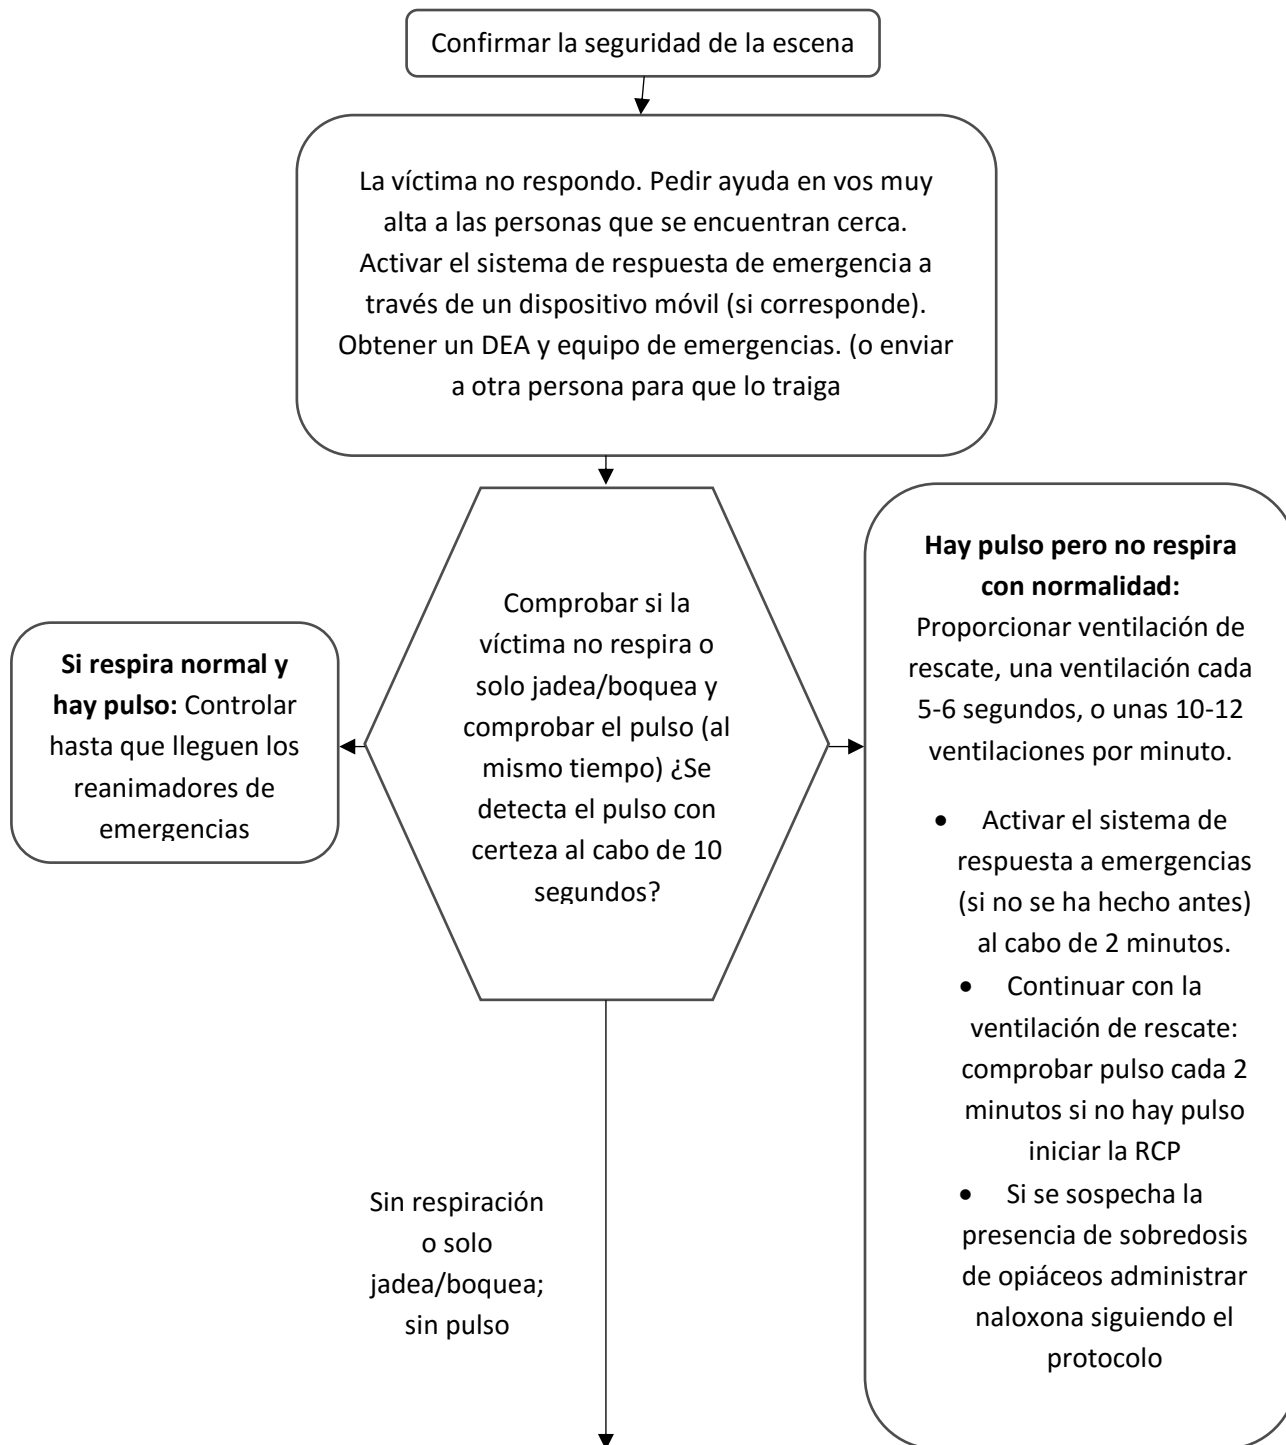 Confirmar la seguridad de la escena
La víctima no respondo. Pedir ayuda en vos muy
alta a las personas que se encuentran cerca.
Activar el sistema de respuesta de emergencia a
través de un dispositivo móvil (si corresponde).
Obtener un DEA y equipo de emergencias. (o enviar
a otra persona para que lo traiga
Si respira normal y
hay pulso: Controlar
hasta que lleguen los
reanimadores de
emergencias
Comprobar si la
víctima no respira o
solo jadea/boquea y
comprobar el pulso (al
mismo tiempo) ¿Se
detecta el pulso con
certeza al cabo de 10
segundos?
Hay pulso pero no respira
con normalidad:
Proporcionar ventilación de
rescate, una ventilación cada
5-6 segundos, o unas 10-12
ventilaciones por minuto.
• Activar el sistema de
respuesta a emergencias
(si no se ha hecho antes)
al cabo de 2 minutos.
• Continuar con la
ventilación de rescate:
comprobar pulso cada 2
minutos si no hay pulso
iniciar la RCP
• Si se sospecha la
presencia de sobredosis
de opiáceos administrar
naloxona siguiendo el
protocolo
Sin respiración
o solo
jadea/boquea;
sin pulso